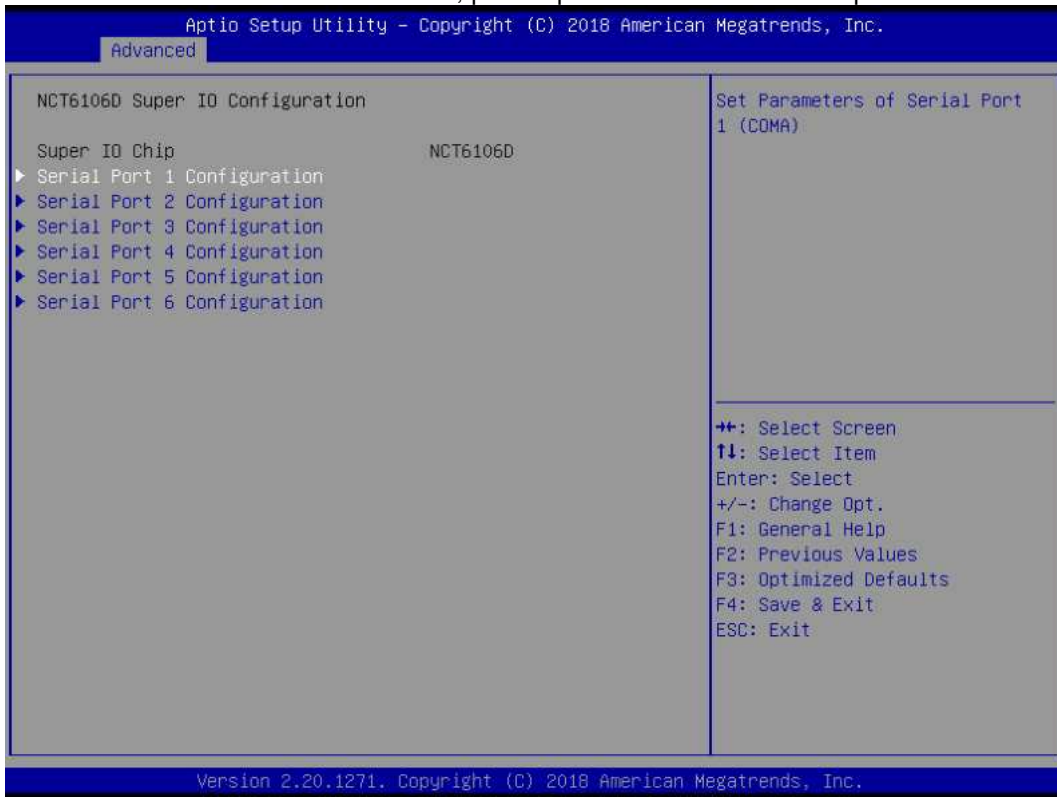 Aptio Setup Utility – Copyright (C) 2018 American Megatrends, Inc.
Advanced
NCT6106D Super IO Configuration
Super IO Chip NCT6106D
Serial Port 1 Configuration
Serial Port 2 Configuration
Serial Port 3 Configuration
Serial Port 4 Configuration
Serial Port 5 Configuration
Serial Port 6 Configuration
Set Parameters of Serial Port
1 (COMA)
→←: Select Screen
↑↓: Select Item
Enter: Select
+/-: Change Opt.
F1: General Help
F2: Previous Values
F3: Optimized Defaults
F4: Save & Exit
ESC: Exit
Version 2.20.1271. Copyright (C) 2018 American Megatrends, Inc.